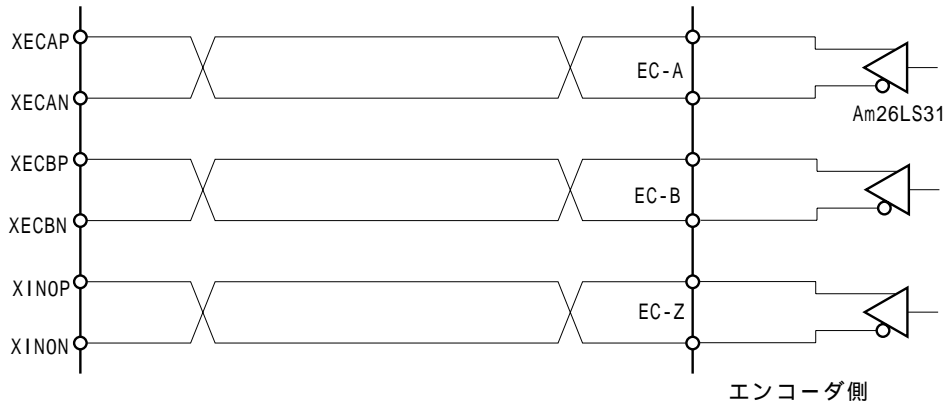 XECAP
EC-A
XECAN
Am26LS31
XECBP
EC-B
XECBN
XINOP
EC-Z
XINON
エンコーダ側